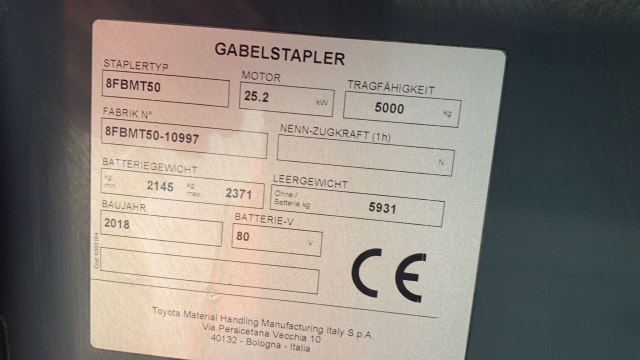 GABELSTAPLER
STAPLERTYP MOTOR TRAGFÄHIGKEIT
8FBMT50 25.2 kW 5000 kg
FABRIK N° NENN-ZUGKRAFT (1h)
8FBMT50-10997 N
BATTERIEGEWICHT LEERGEWICHT
kg min. 2145 kg max. 2371 Ohne / Batterie kg 5931
BAUJAHR BATTERIE-V
2018 80 V
CE
Toyota Material Handling Manufacturing Italy S.p.A.
Via Persicetana Vecchia 10
40132 - Bologna - Italia